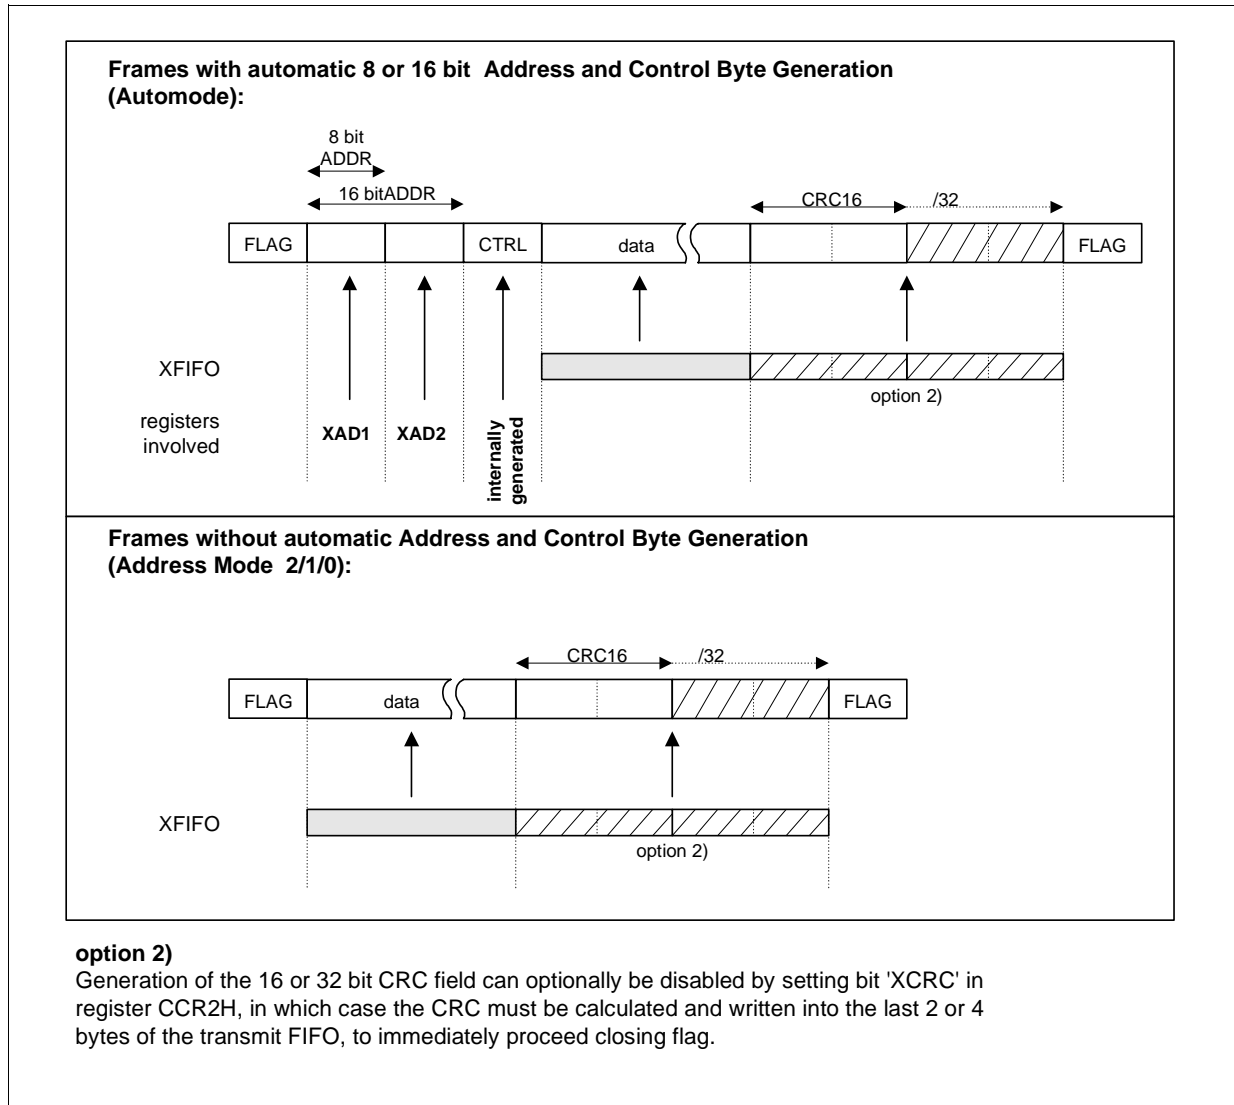 Frames with automatic 8 or 16 bit Address and Control Byte Generation
(Automode):
8 bit
ADDR
16 bitADDR
CRC16
/32
FLAG
CTRL
data
FLAG
XFIFO
option 2)
registers
involved
XAD1
XAD2
internally
generated
Frames without automatic Address and Control Byte Generation
(Address Mode 2/1/0):
CRC16
/32
FLAG
data
FLAG
XFIFO
option 2)
option 2)
Generation of the 16 or 32 bit CRC field can optionally be disabled by setting bit 'XCRC' in
register CCR2H, in which case the CRC must be calculated and written into the last 2 or 4
bytes of the transmit FIFO, to immediately proceed closing flag.